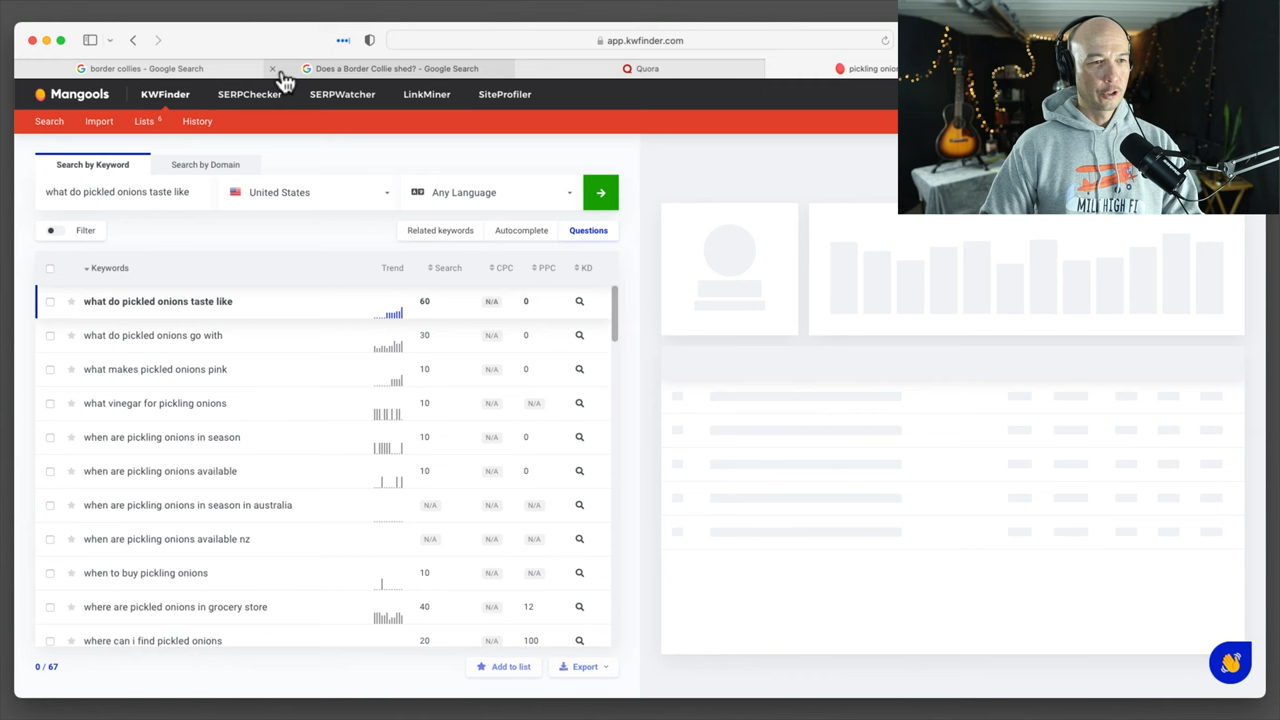 app.kwfinder.com
border collies - Google Search
Does a Border Collie shed? - Google Search
Quora
pickling onio
Mangools
KWFinder
SERPChecker
SERPWatcher
LinkMiner
SiteProfiler
Search
Import
Lists 6
History
Search by Keyword
Search by Domain
what do pickled onions taste like
United States
Any Language
Filter
Related keywords
Autocomplete
Questions
Keywords Trend Search CPC PPC KD
what do pickled onions taste like 60 N/A 0
what do pickled onions go with 30 N/A 0
what makes pickled onions pink 10 N/A 0
what vinegar for pickling onions 10 N/A N/A
when are pickling onions in season 10 N/A 0
when are pickling onions available 10 N/A 0
when are pickling onions in season in australia N/A N/A N/A
when are pickling onions available nz N/A N/A N/A
when to buy pickling onions 10 N/A N/A
where are pickled onions in grocery store 40 N/A 12
where can i find pickled onions 20 N/A 100
0 / 67
Add to list
Export
MILE HIGH FI